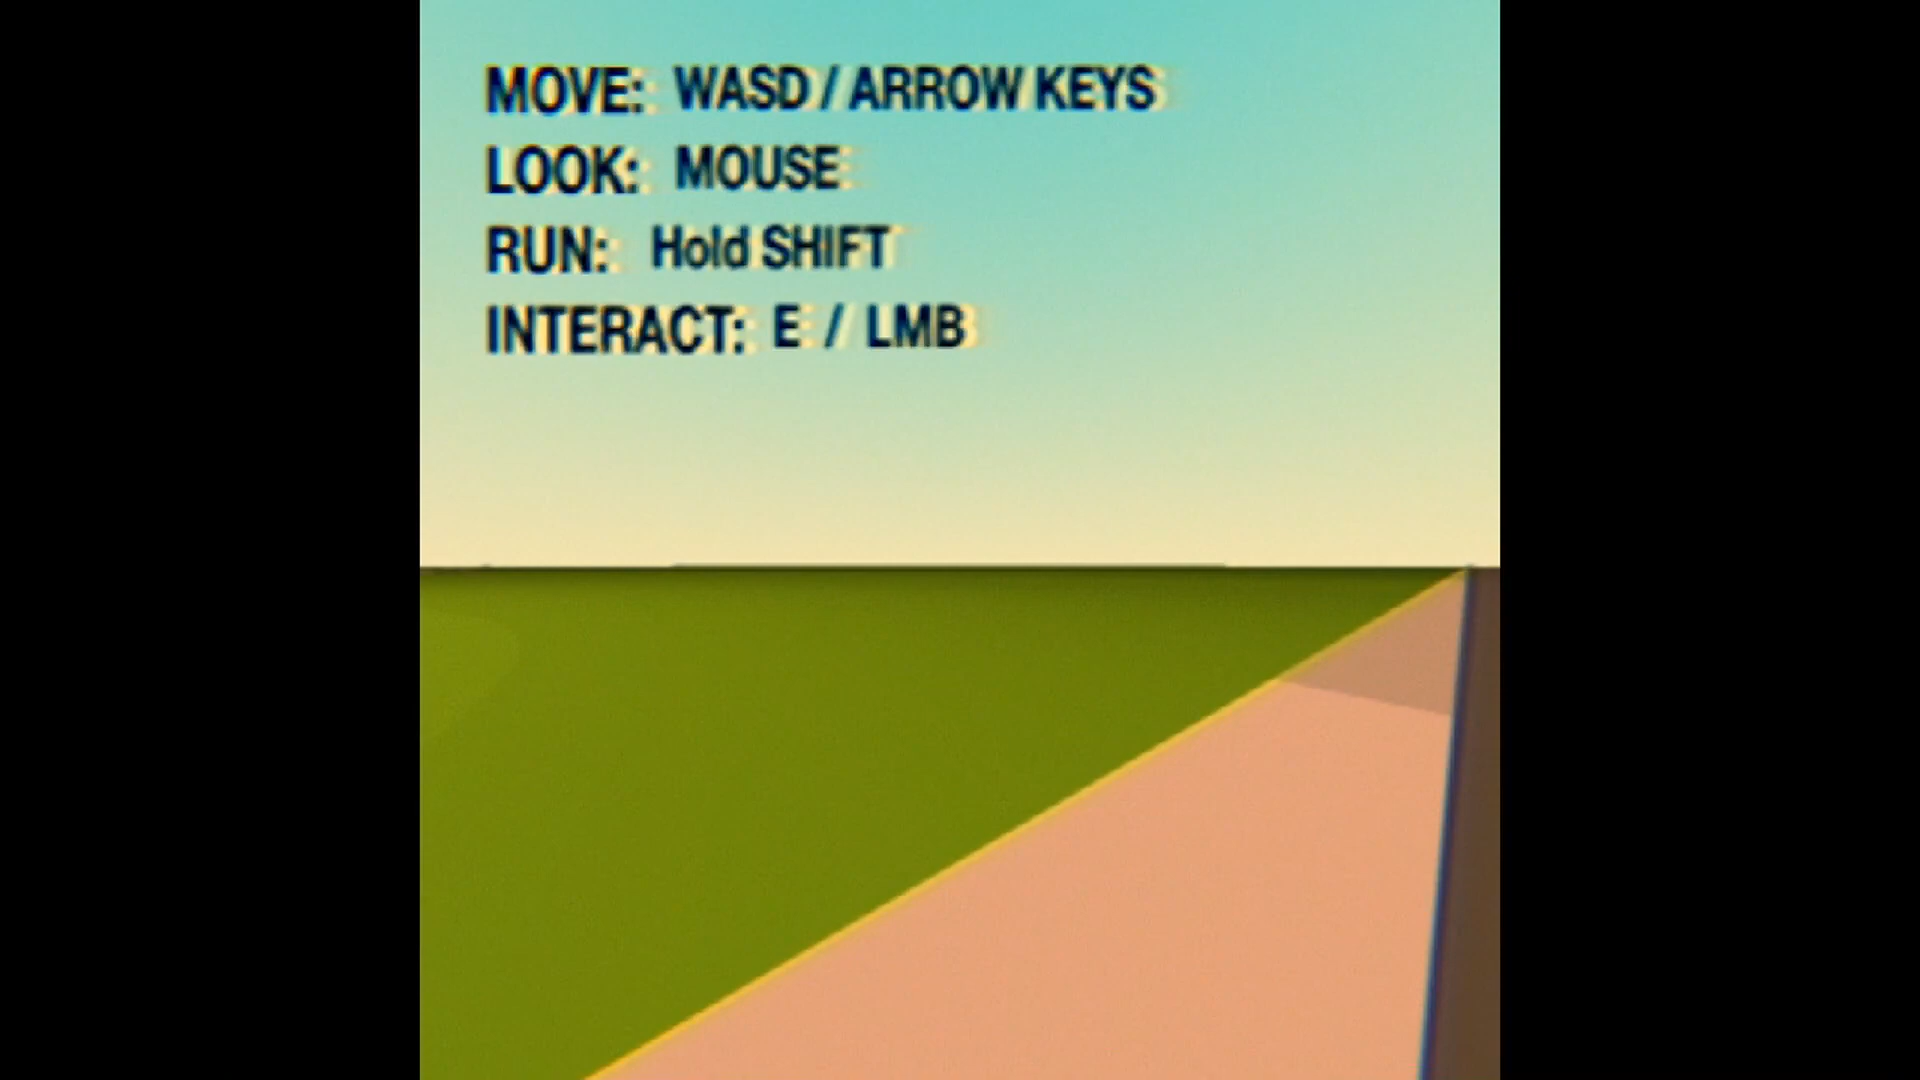 MOVE: WASD / ARROW KEYS
LOOK: MOUSE
RUN: Hold SHIFT
INTERACT: E / LMB